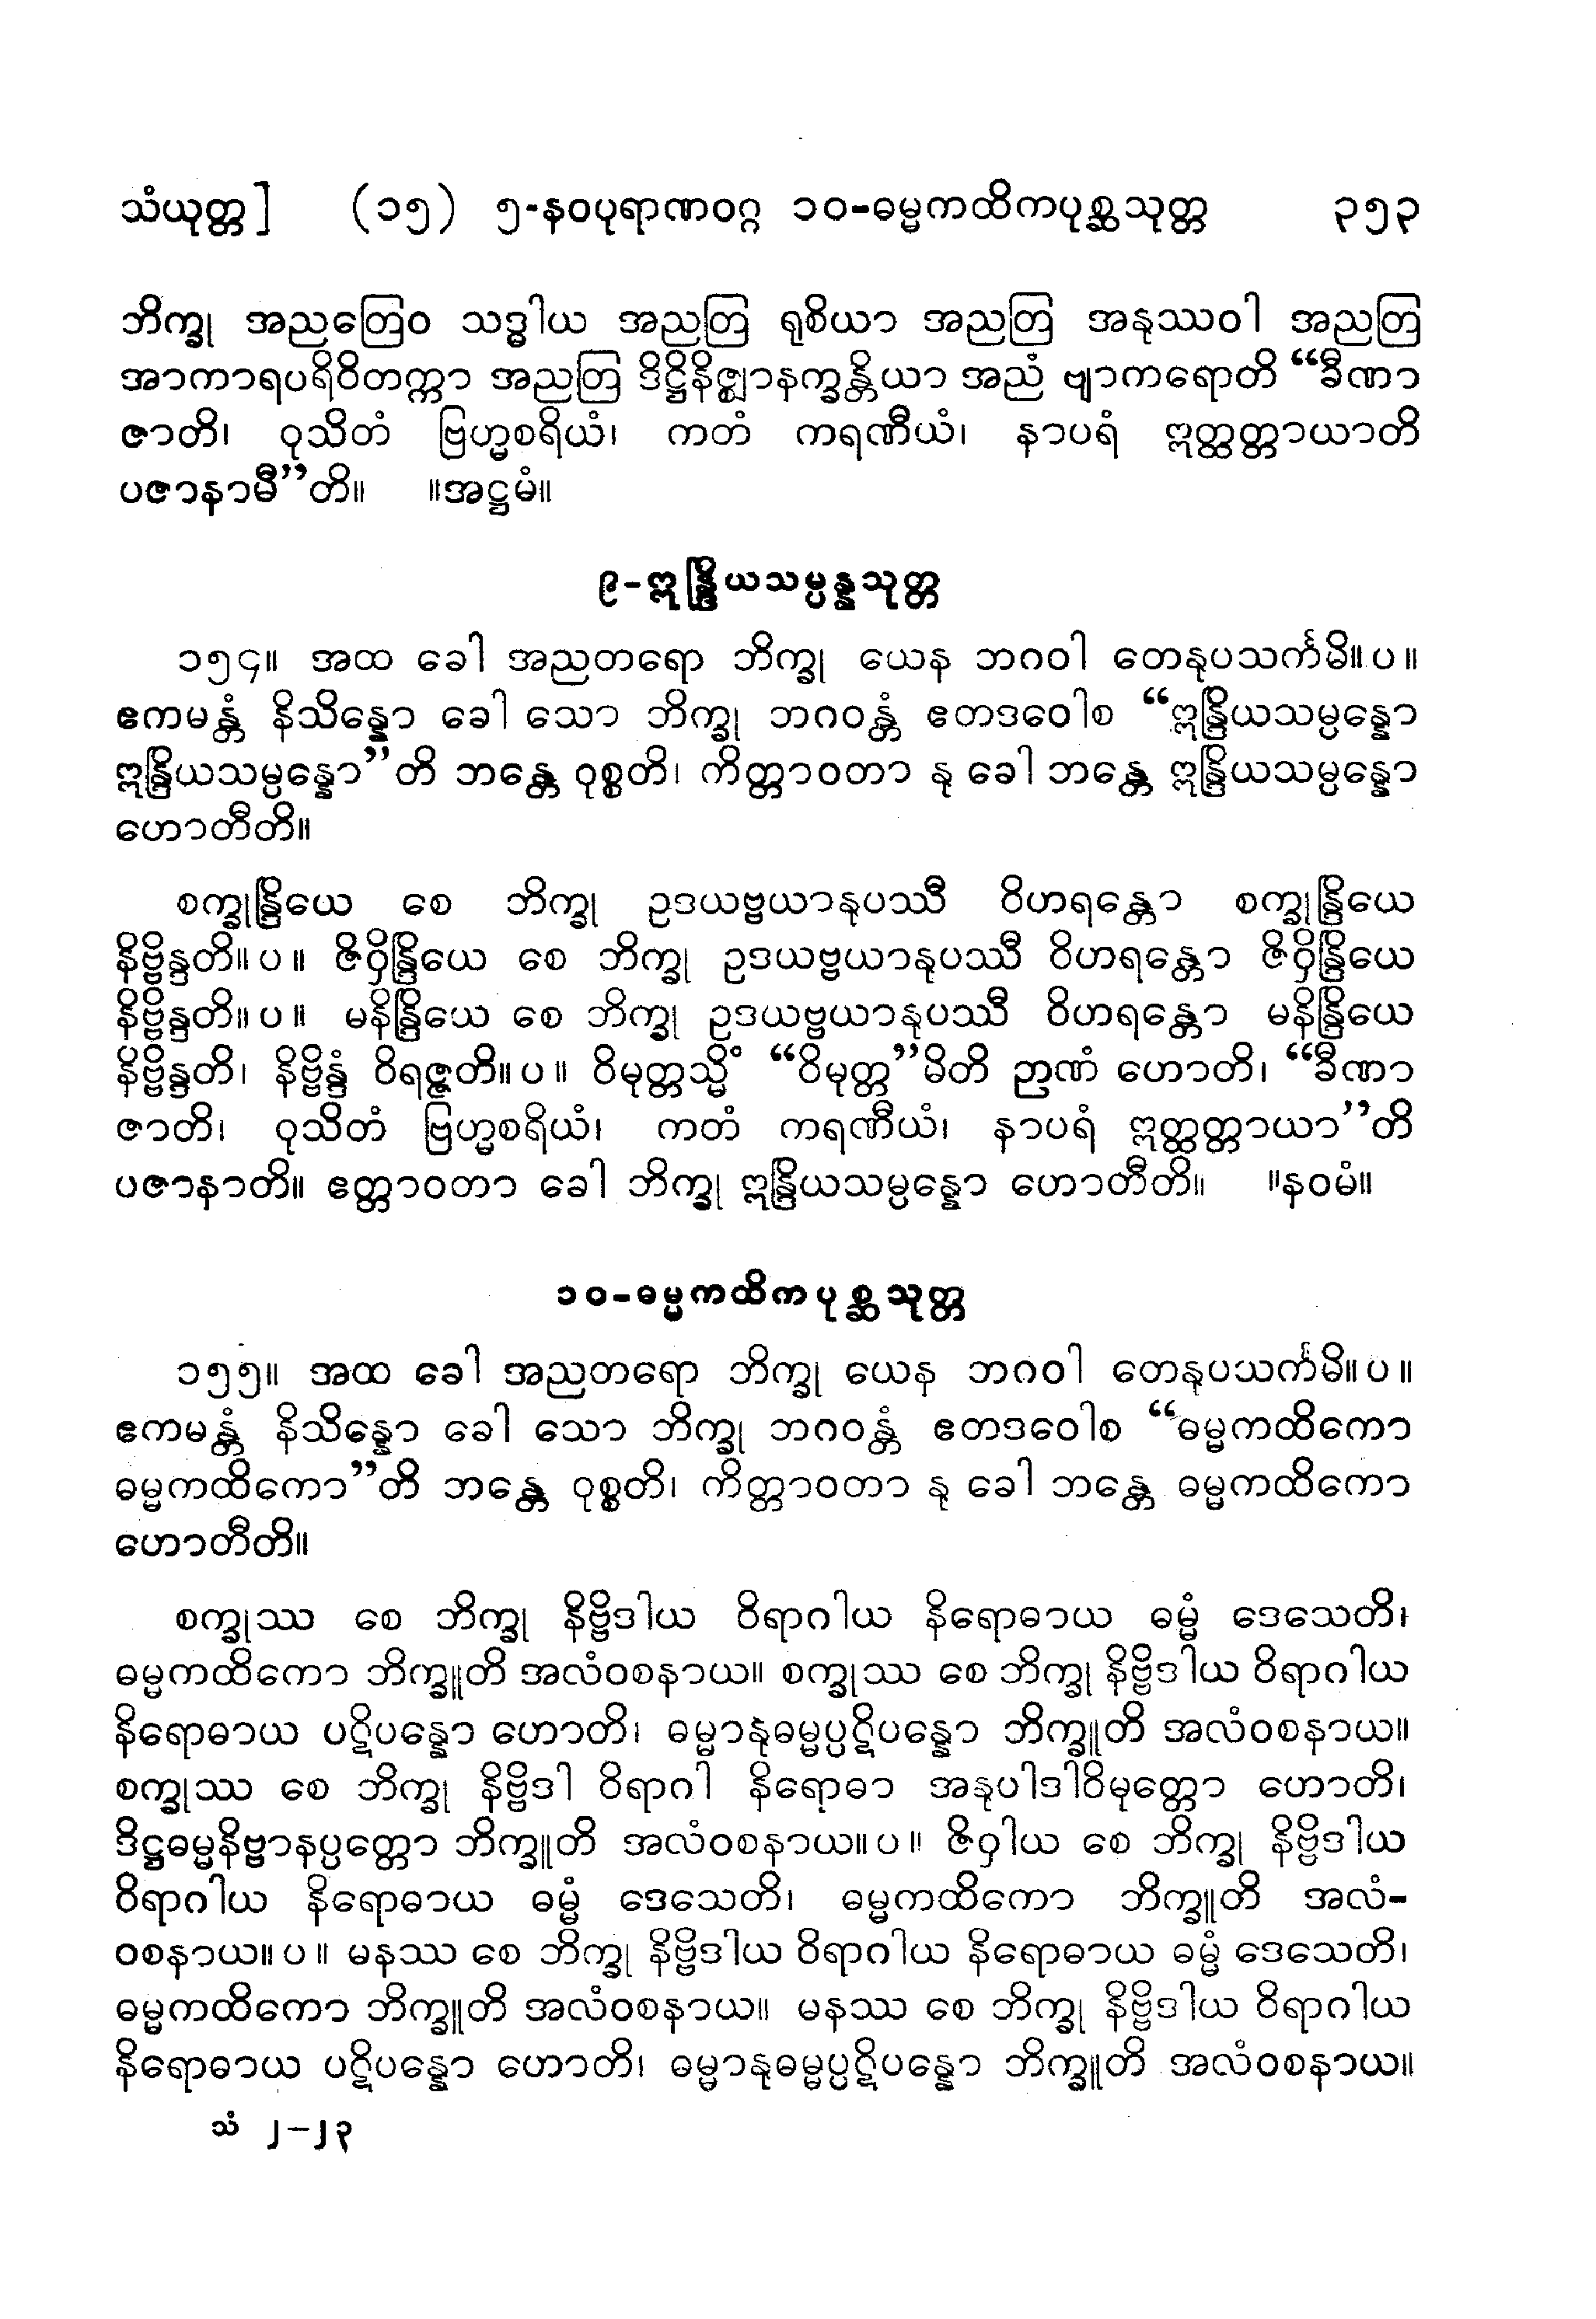 သံယုတ္တ] (၁၅) ၅-နဝပုရာဏဝဂ္ဂ ၁၀-ဓမ္မကထိကပုစ္ဆသုတ္တ ၃၅၃
ဘိက္ခု အညတြေဝ သဒ္ဓါယ အညတြ ရုစိယာ အညတြ အနုဿဝါ အညတြ
အာကာရပရိဝိတက္ကာ အညတြ ဒိဋ္ဌိနိဇ္ဈာနက္ခန္တိယာ အညံ ဗျာကရောတိ “ခီဏာ
ဇာတိ၊ ဝုသိတံ ဗြဟ္မစရိယံ၊ ကတံ ကရဏီယံ၊ နာပရံ ဣတ္ထတ္တာယာတိ
ပဇာနာမီ”တိ။ ။အဋ္ဌမံ။
၉-ဣန္ဒြိယသမ္ပန္နသုတ္တ
၁၅၄။ အထ ခေါ အညတရော ဘိက္ခု ယေန ဘဂဝါ တေနုပသင်္ကမိ။ပ။
ဧကမန္တံ နိသိန္နော ခေါ သော ဘိက္ခု ဘဂဝန္တံ ဧတဒဝေါစ “ဣန္ဒြိယသမ္ပန္နော
ဣန္ဒြိယသမ္ပန္နော”တိ ဘန္တေ ဝုစ္စတိ၊ ကိတ္တာဝတာ နု ခေါ ဘန္တေ ဣန္ဒြိယသမ္ပန္နော
ဟောတီတိ။
စက္ခုန္ဒြိယေ စေ ဘိက္ခု ဥဒယဗ္ဗယာနုပဿီ ဝိဟရန္တော စက္ခုန္ဒြိယေ
နိဗ္ဗိန္ဒတိ။ပ။ ဇိဝှိန္ဒြိယေ စေ ဘိက္ခု ဥဒယဗ္ဗယာနုပဿီ ဝိဟရန္တော ဇိဝှိန္ဒြိယေ
နိဗ္ဗိန္ဒတိ။ပ။ မနိန္ဒြိယေ စေ ဘိက္ခု ဥဒယဗ္ဗယာနုပဿီ ဝိဟရန္တော မနိန္ဒြိယေ
နိဗ္ဗိန္ဒတိ၊ နိဗ္ဗိန္ဒံ ဝိရဇ္ဇတိ။ပ။ ဝိမုတ္တသ္မိံ “ဝိမုတ္တ”မိတိ ဉာဏံ ဟောတိ၊ “ခီဏာ
ဇာတိ၊ ဝုသိတံ ဗြဟ္မစရိယံ၊ ကတံ ကရဏီယံ၊ နာပရံ ဣတ္ထတ္တာယာ”တိ
ပဇာနာတိ။ ဧတ္တာဝတာ ခေါ ဘိက္ခု ဣန္ဒြိယသမ္ပန္နော ဟောတီတိ။ ။နဝမံ။
၁၀-ဓမ္မကထိကပုစ္ဆသုတ္တ
၁၅၅။ အထ ခေါ အညတရော ဘိက္ခု ယေန ဘဂဝါ တေနုပသင်္ကမိ။ပ။
ဧကမန္တံ နိသိန္နော ခေါ သော ဘိက္ခု ဘဂဝန္တံ ဧတဒဝေါစ “ဓမ္မကထိကော
ဓမ္မကထိကော”တိ ဘန္တေ ဝုစ္စတိ၊ ကိတ္တာဝတာ နု ခေါ ဘန္တေ ဓမ္မကထိကော
ဟောတီတိ။
စက္ခုဿ စေ ဘိက္ခု နိဗ္ဗိဒါယ ဝိရာဂါယ နိရောဓာယ ဓမ္မံ ဒေသေတိ၊
ဓမ္မကထိကော ဘိက္ခူတိ အလံဝစနာယ။ စက္ခုဿ စေ ဘိက္ခု နိဗ္ဗိဒါယ ဝိရာဂါယ
နိရောဓာယ ပဋိပန္နော ဟောတိ၊ ဓမ္မာနုဓမ္မပ္ပဋိပန္နော ဘိက္ခူတိ အလံဝစနာယ။
စက္ခုဿ စေ ဘိက္ခု နိဗ္ဗိဒါ ဝိရာဂါ နိရောဓာ အနုပါဒါဝိမုတ္တော ဟောတိ၊
ဒိဋ္ဌဓမ္မနိဗ္ဗာနပ္ပတ္တော ဘိက္ခူတိ အလံဝစနာယ။ပ။ ဇိဝှါယ စေ ဘိက္ခု နိဗ္ဗိဒါယ
ဝိရာဂါယ နိရောဓာယ ဓမ္မံ ဒေသေတိ၊ ဓမ္မကထိကော ဘိက္ခူတိ အလံ-
ဝစနာယ။ပ။ မနဿ စေ ဘိက္ခု နိဗ္ဗိဒါယ ဝိရာဂါယ နိရောဓာယ ဓမ္မံ ဒေသေတိ၊
ဓမ္မကထိကော ဘိက္ခူတိ အလံဝစနာယ။ မနဿ စေ ဘိက္ခု နိဗ္ဗိဒါယ ဝိရာဂါယ
နိရောဓာယ ပဋိပန္နော ဟောတိ၊ ဓမ္မာနုဓမ္မပ္ပဋိပန္နော ဘိက္ခူတိ အလံဝစနာယ။
သံ ၂-၂၃